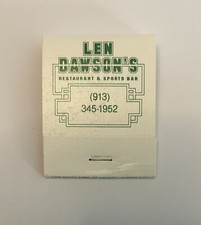 LEN
DAWSON'S
RESTAURANT & SPORTS BAR
(913)
345-1952